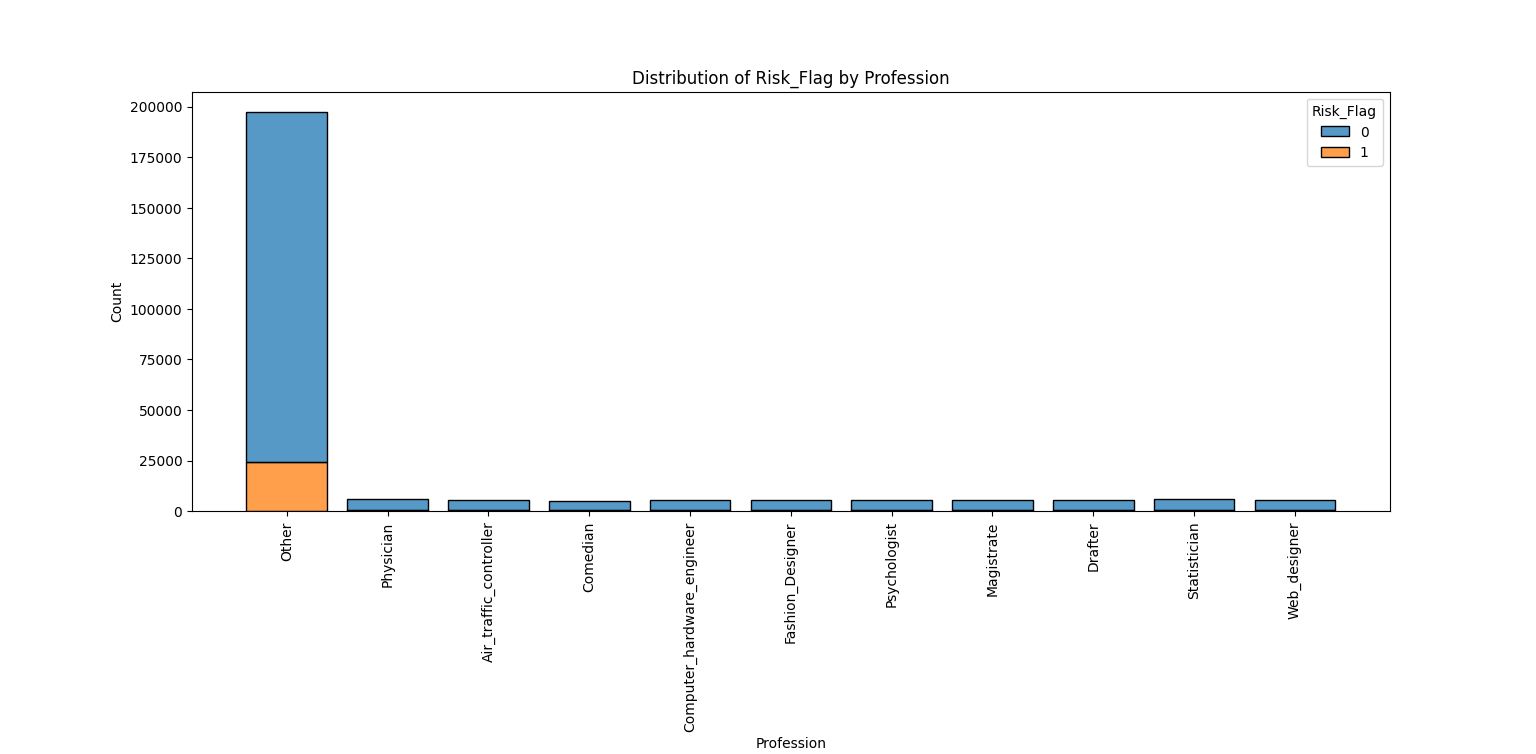 Distribution of Risk_Flag by Profession
200000
175000
150000
125000
100000
75000
50000
25000
0
Count
Risk_Flag
0
1
Other
Physician
Air_traffic_controller
Comedian
Computer_hardware_engineer
Fashion_Designer
Psychologist
Magistrate
Drafter
Statistician
Web_designer
Profession